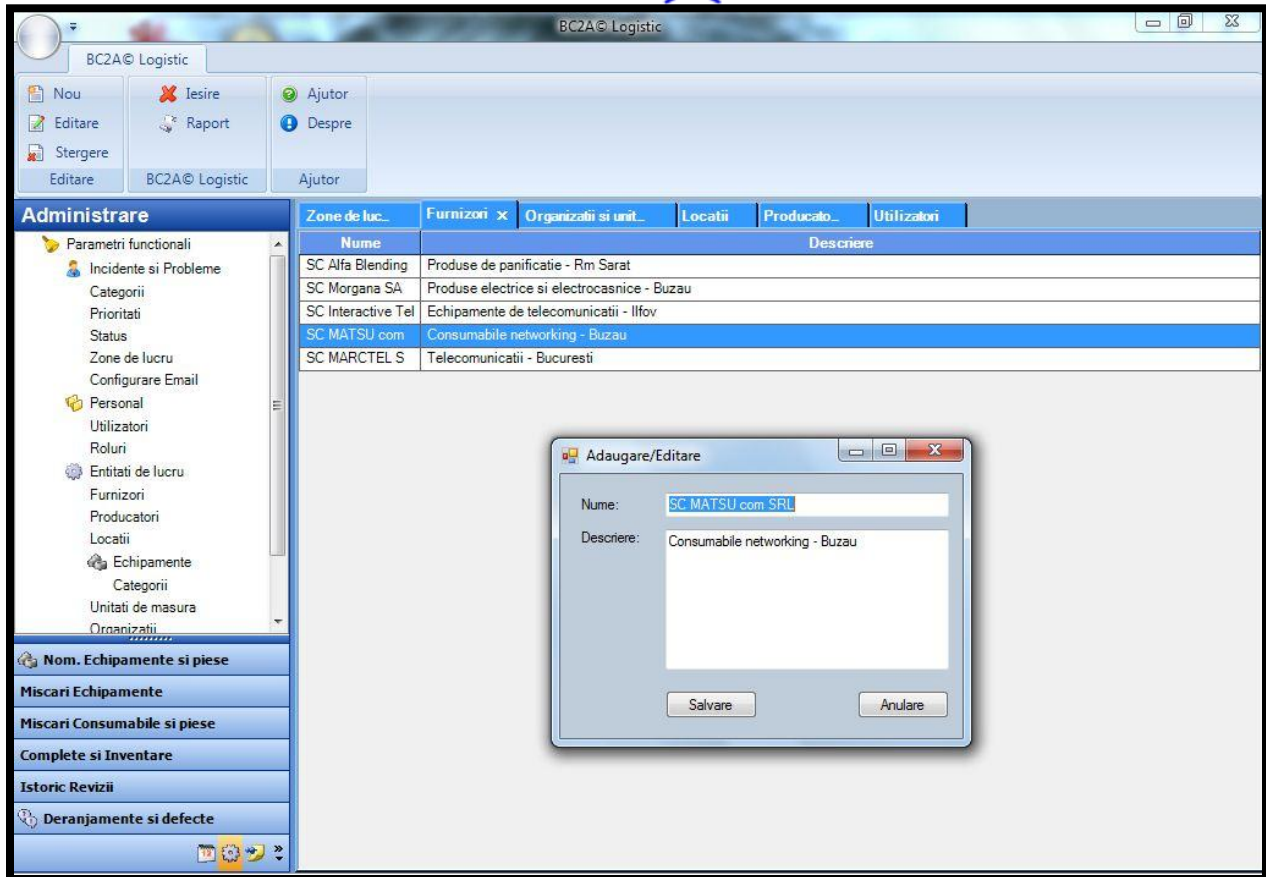 BC2A© Logistic
BC2A© Logistic
Nou
Iesire
Ajutor
Editare
Raport
Despre
Stergere
Editare
BC2A© Logistic
Ajutor
Administrare
Parametri functionali
Incidente si Probleme
Categorii
Prioritati
Status
Zone de lucru
Configurare Email
Personal
Utilizatori
Roluri
Entitati de lucru
Furnizori
Producatori
Locatii
Echipamente
Categorii
Unitati de masura
Organizatii
Nom. Echipamente si piese
Miscari Echipamente
Miscari Consumabile si piese
Complete si Inventare
Istoric Revizii
Deranjamente si defecte
Zone de luc... Furnizori x Organizatii si unit... Locatii Producato... Utilizatori
Nume Descriere
SC Alfa Blending Produse de panificatie - Rm Sarat
SC Morgana SA Produse electrice si electrocasnice - Buzau
SC Interactive Tel Echipamente de telecomunicatii - Ilfov
SC MATSU com Consumabile networking - Buzau
SC MARCTEL S Telecomunicatii - Bucuresti
Adaugare/Editare
Nume: SC MATSU com SRL
Descriere: Consumabile networking - Buzau
Salvare Anulare